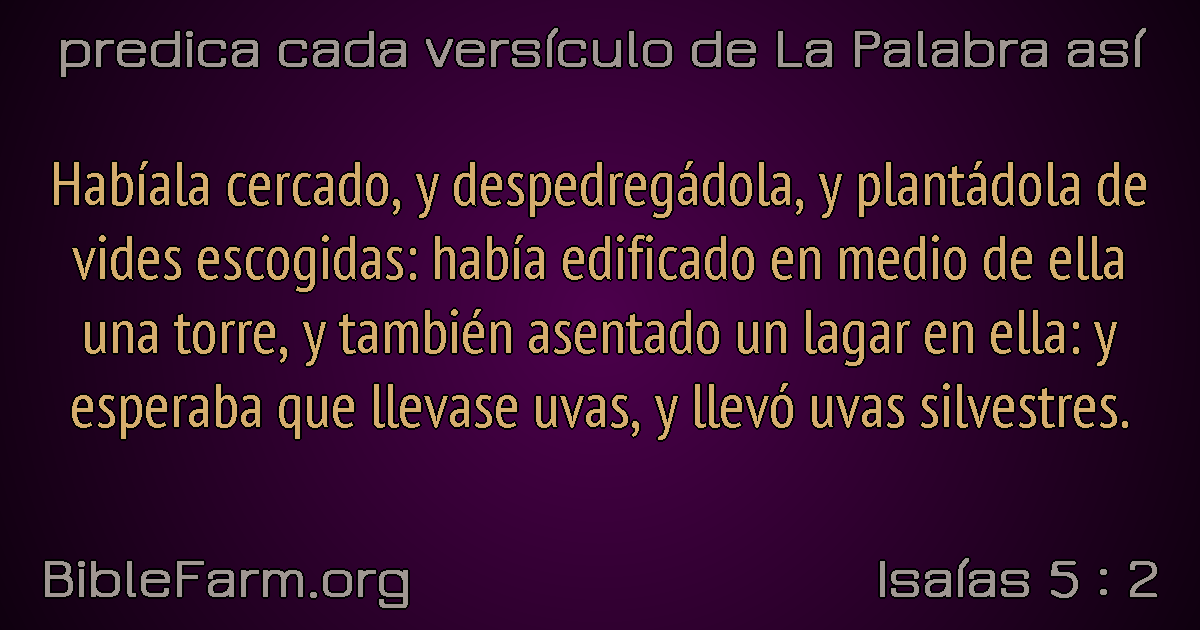 predica cada versículo de La Palabra así
Habíala cercado, y despedregádola, y plantádola de
vides escogidas: había edificado en medio de ella
una torre, y también asentado un lagar en ella: y
esperaba que llevase uvas, y llevó uvas silvestres.
BibleFarm.org
Isaías 5 : 2